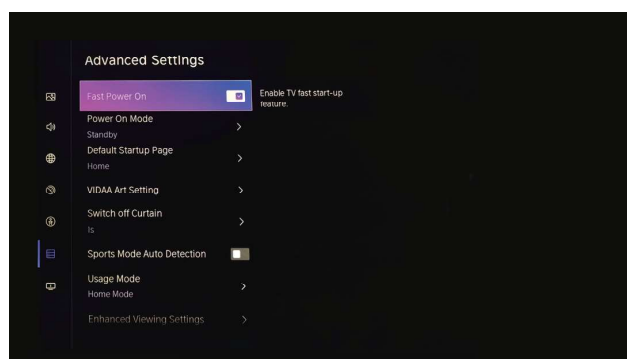 Advanced Settings
Fast Power On
Enable TV fast start-up
feature.
Power On Mode
Standby
Default Startup Page
Home
VIDAA Art Setting
Switch off Curtain
1s
Sports Mode Auto Detection
Usage Mode
Home Mode
Enhanced Viewing Settings